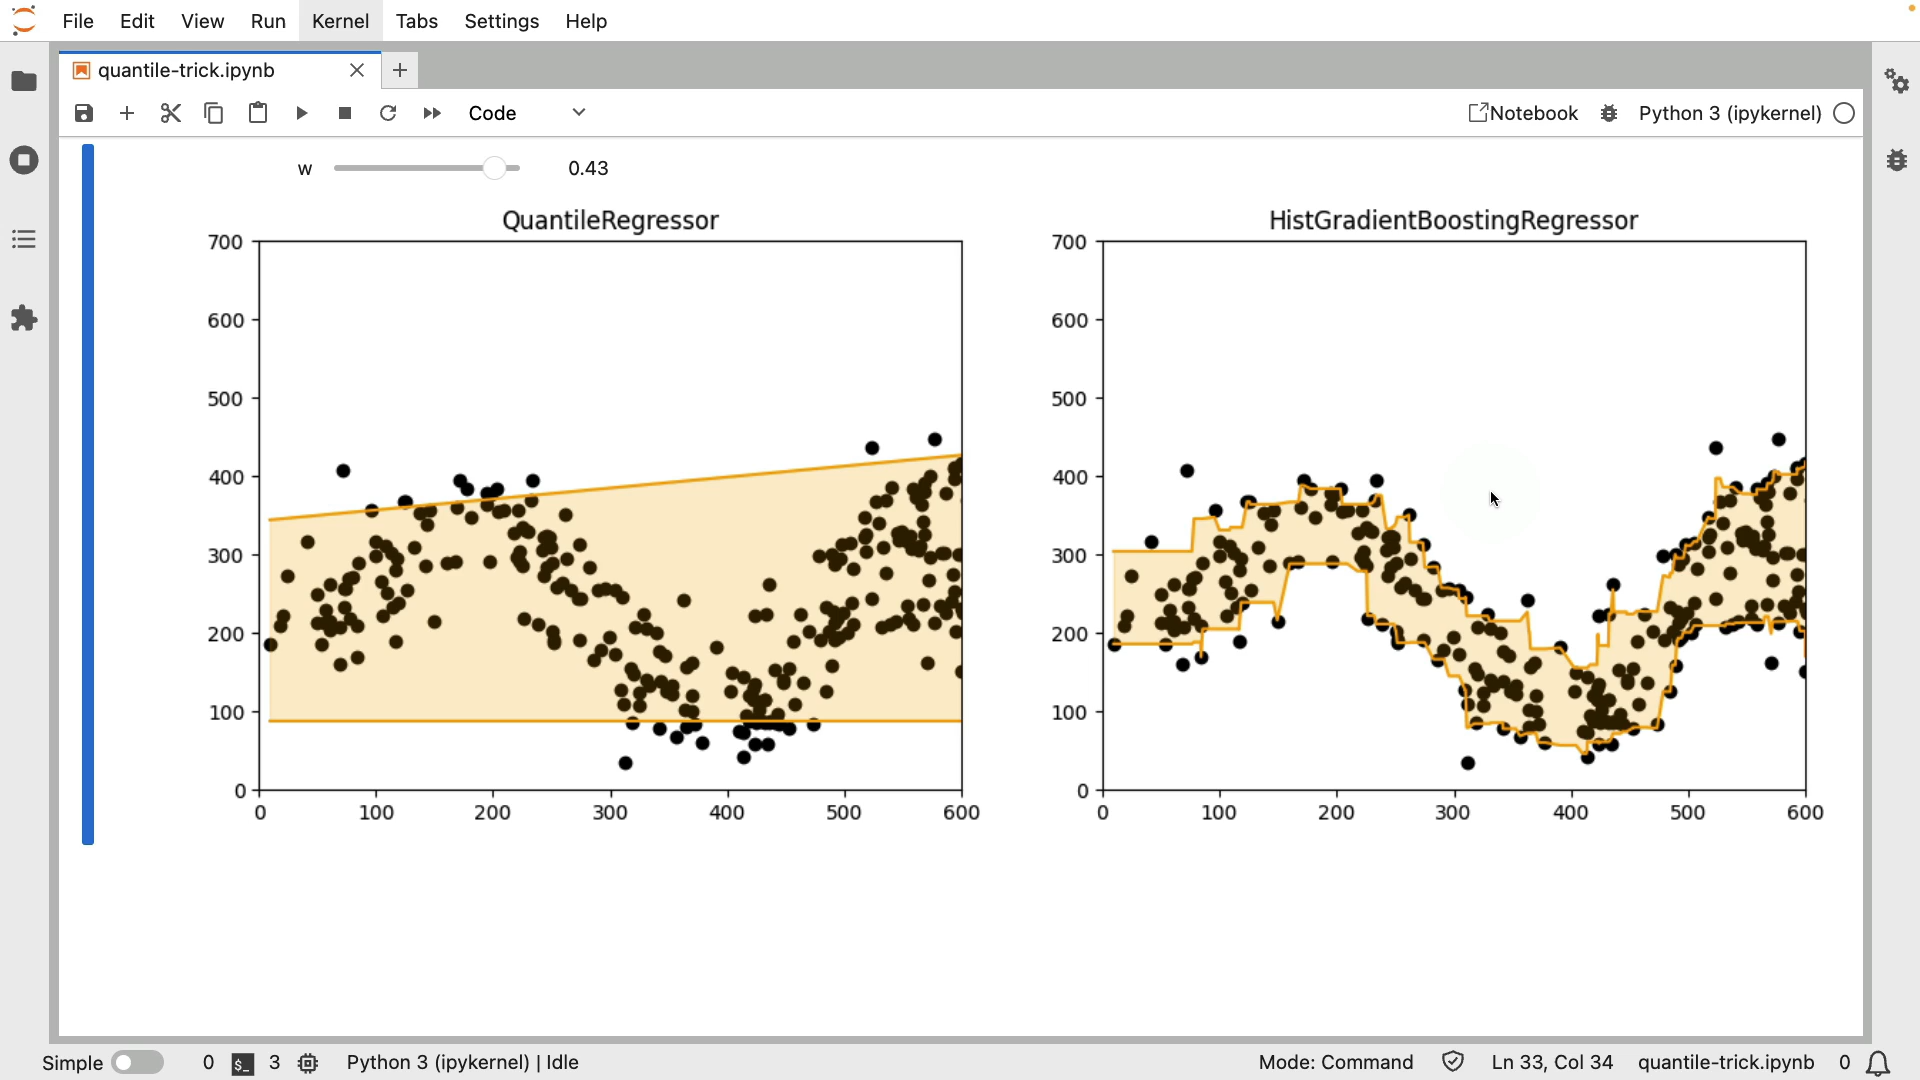 File Edit View Run Kernel Tabs Settings Help
quantile-trick.ipynb
Code
Notebook
Python 3 (ipykernel)
w 0.43
QuantileRegressor
700
600
500
400
300
200
100
0
0 100 200 300 400 500 600
HistGradientBoostingRegressor
700
600
500
400
300
200
100
0
0 100 200 300 400 500 600
Simple 0 $_ 3 Python 3 (ipykernel) | Idle
Mode: Command Ln 33, Col 34 quantile-trick.ipynb 0